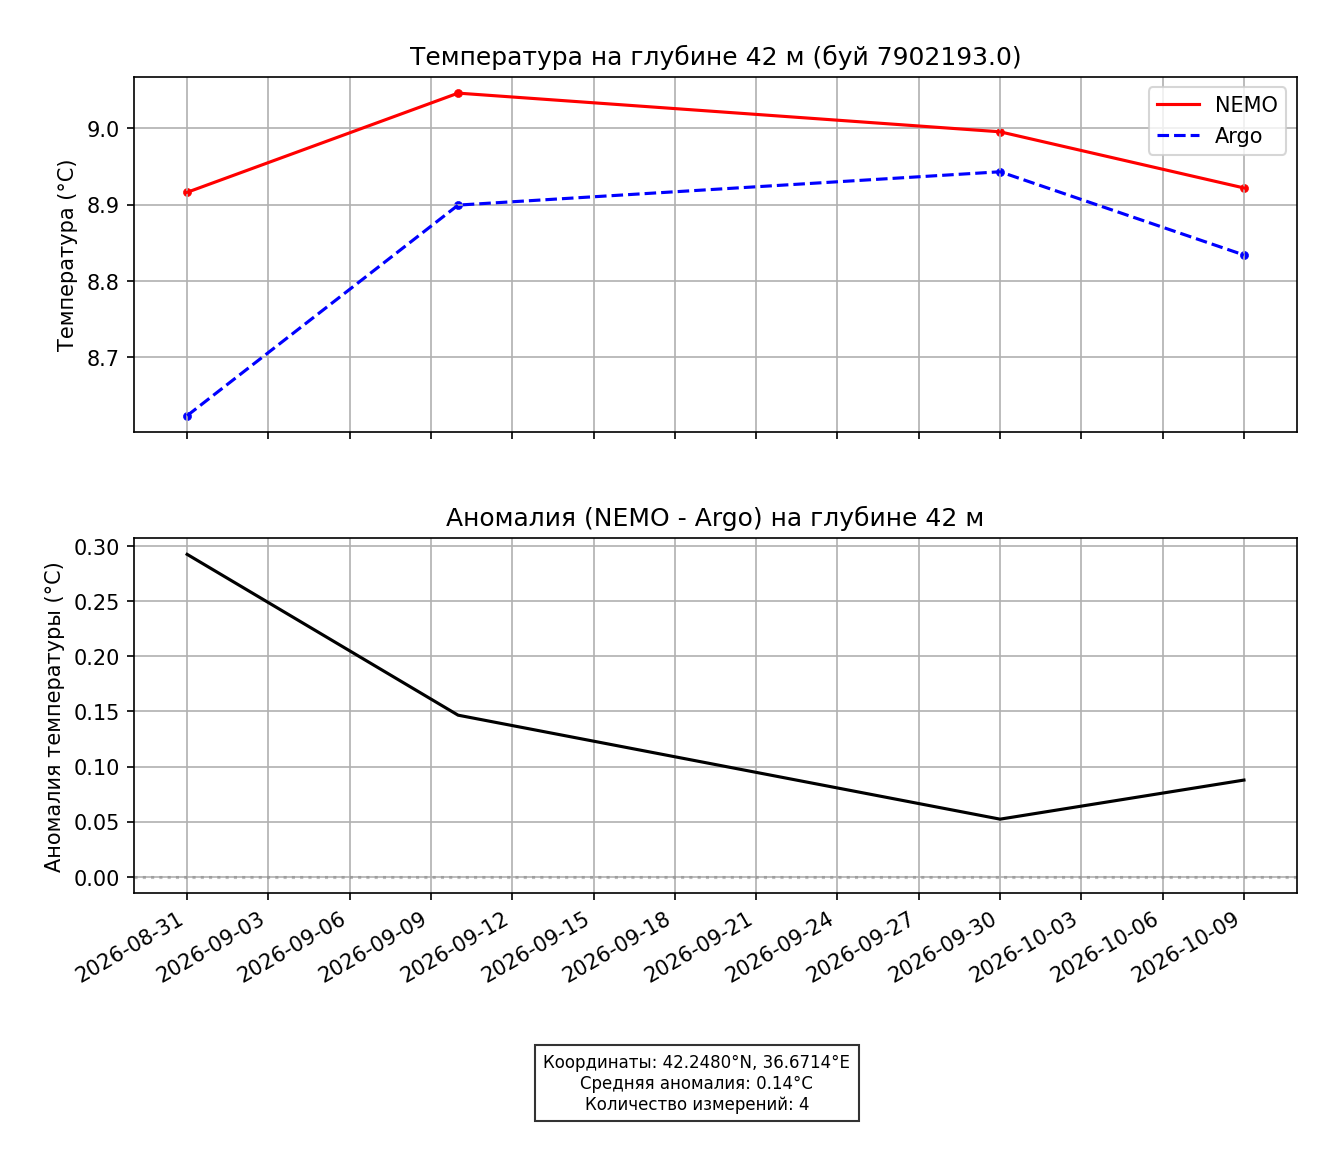 Температура на глубине 42 м (буй 7902193.0)
NEMO
Argo
Температура (°C)
9.0
8.9
8.8
8.7
Аномалия (NEMO - Argo) на глубине 42 м
Аномалия температуры (°C)
0.30
0.25
0.20
0.15
0.10
0.05
0.00
2026-08-31
2026-09-03
2026-09-06
2026-09-09
2026-09-12
2026-09-15
2026-09-18
2026-09-21
2026-09-24
2026-09-27
2026-09-30
2026-10-03
2026-10-06
2026-10-09
Координаты: 42.2480°N, 36.6714°E
Средняя аномалия: 0.14°C
Количество измерений: 4